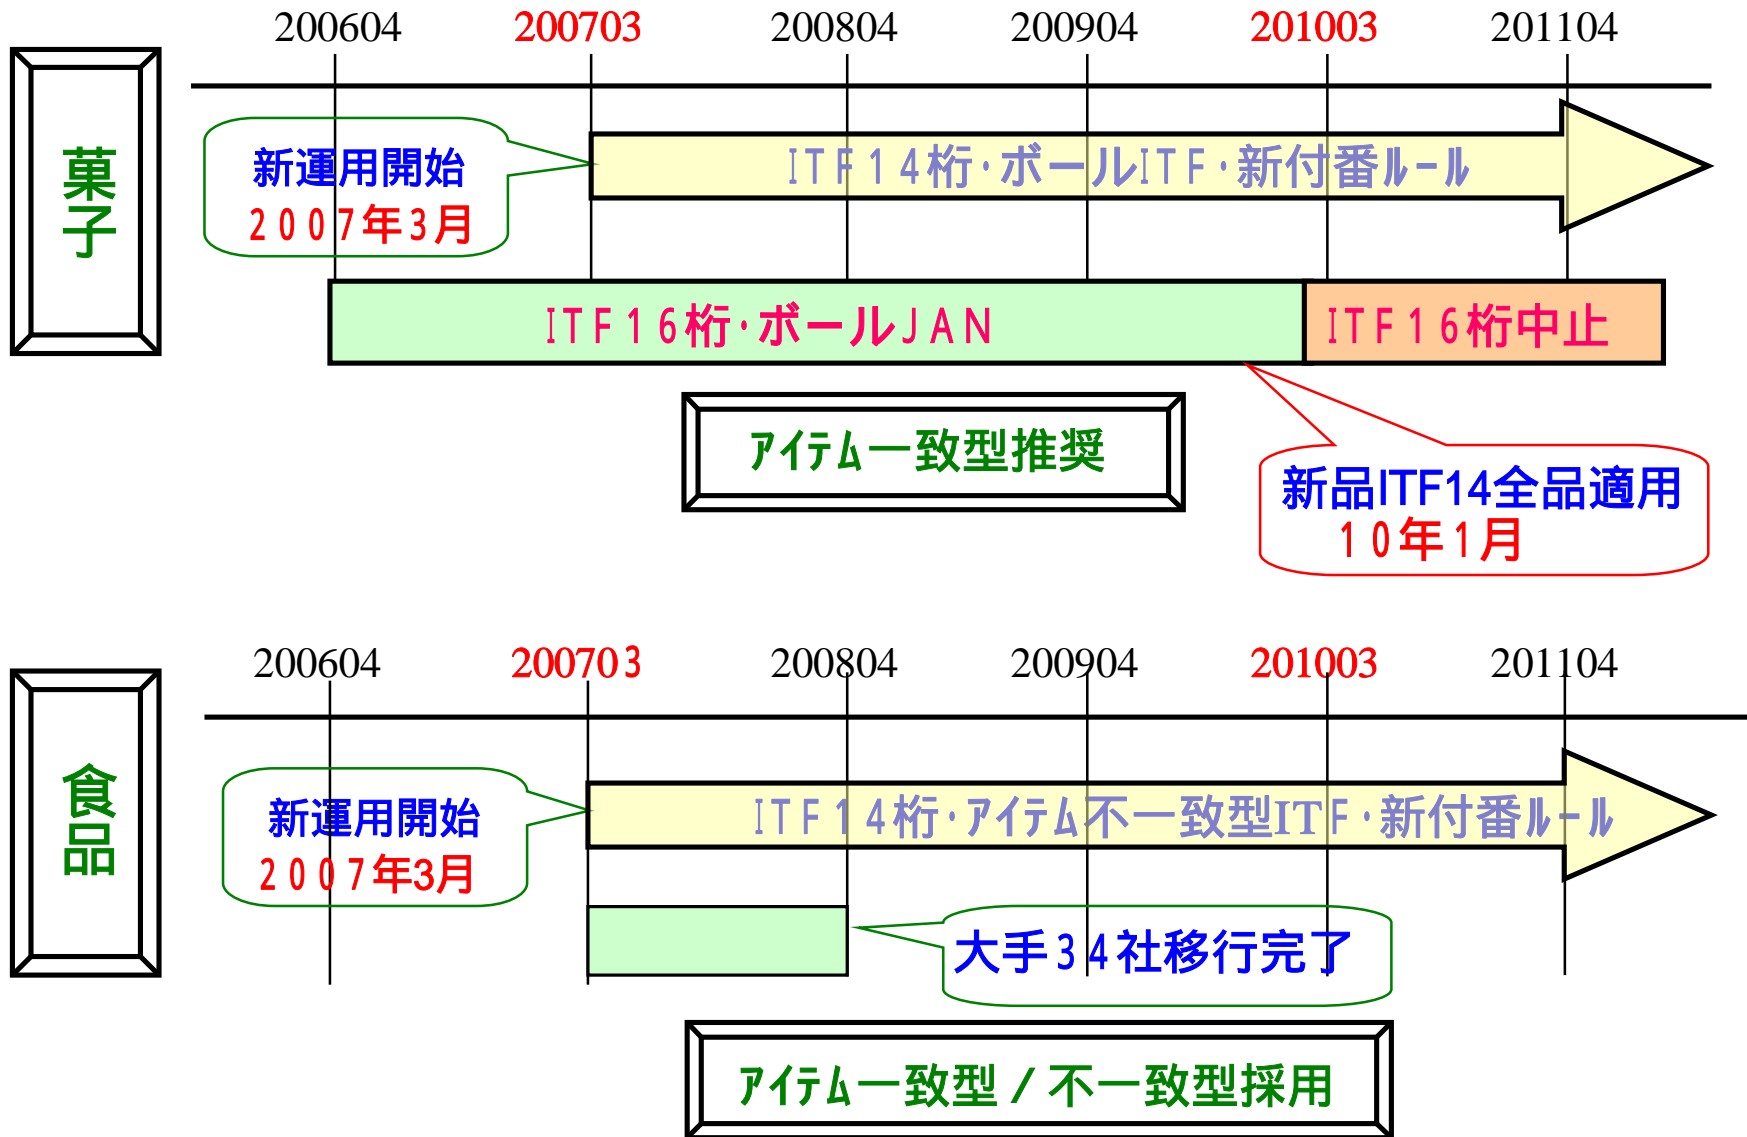 200604 200703 200804 200904 201003 201104
菓子
新運用開始
２００７年３月
ＩＴＦ１４桁・ボールＩＴＦ・新付番ﾙｰﾙ
ＩＴＦ１６桁・ボールＪＡＮ
ＩＴＦ１６桁中止
ｱｲﾃﾑ一致型推奨
新品ITF14全品適用
１０年１月
200604 200703 200804 200904 201003 201104
食品
新運用開始
２００７年3月
ＩＴＦ１４桁・ｱｲﾃﾑ不一致型ITＦ・新付番ﾙｰﾙ
大手３４社移行完了
ｱｲﾃﾑ一致型／不一致型採用